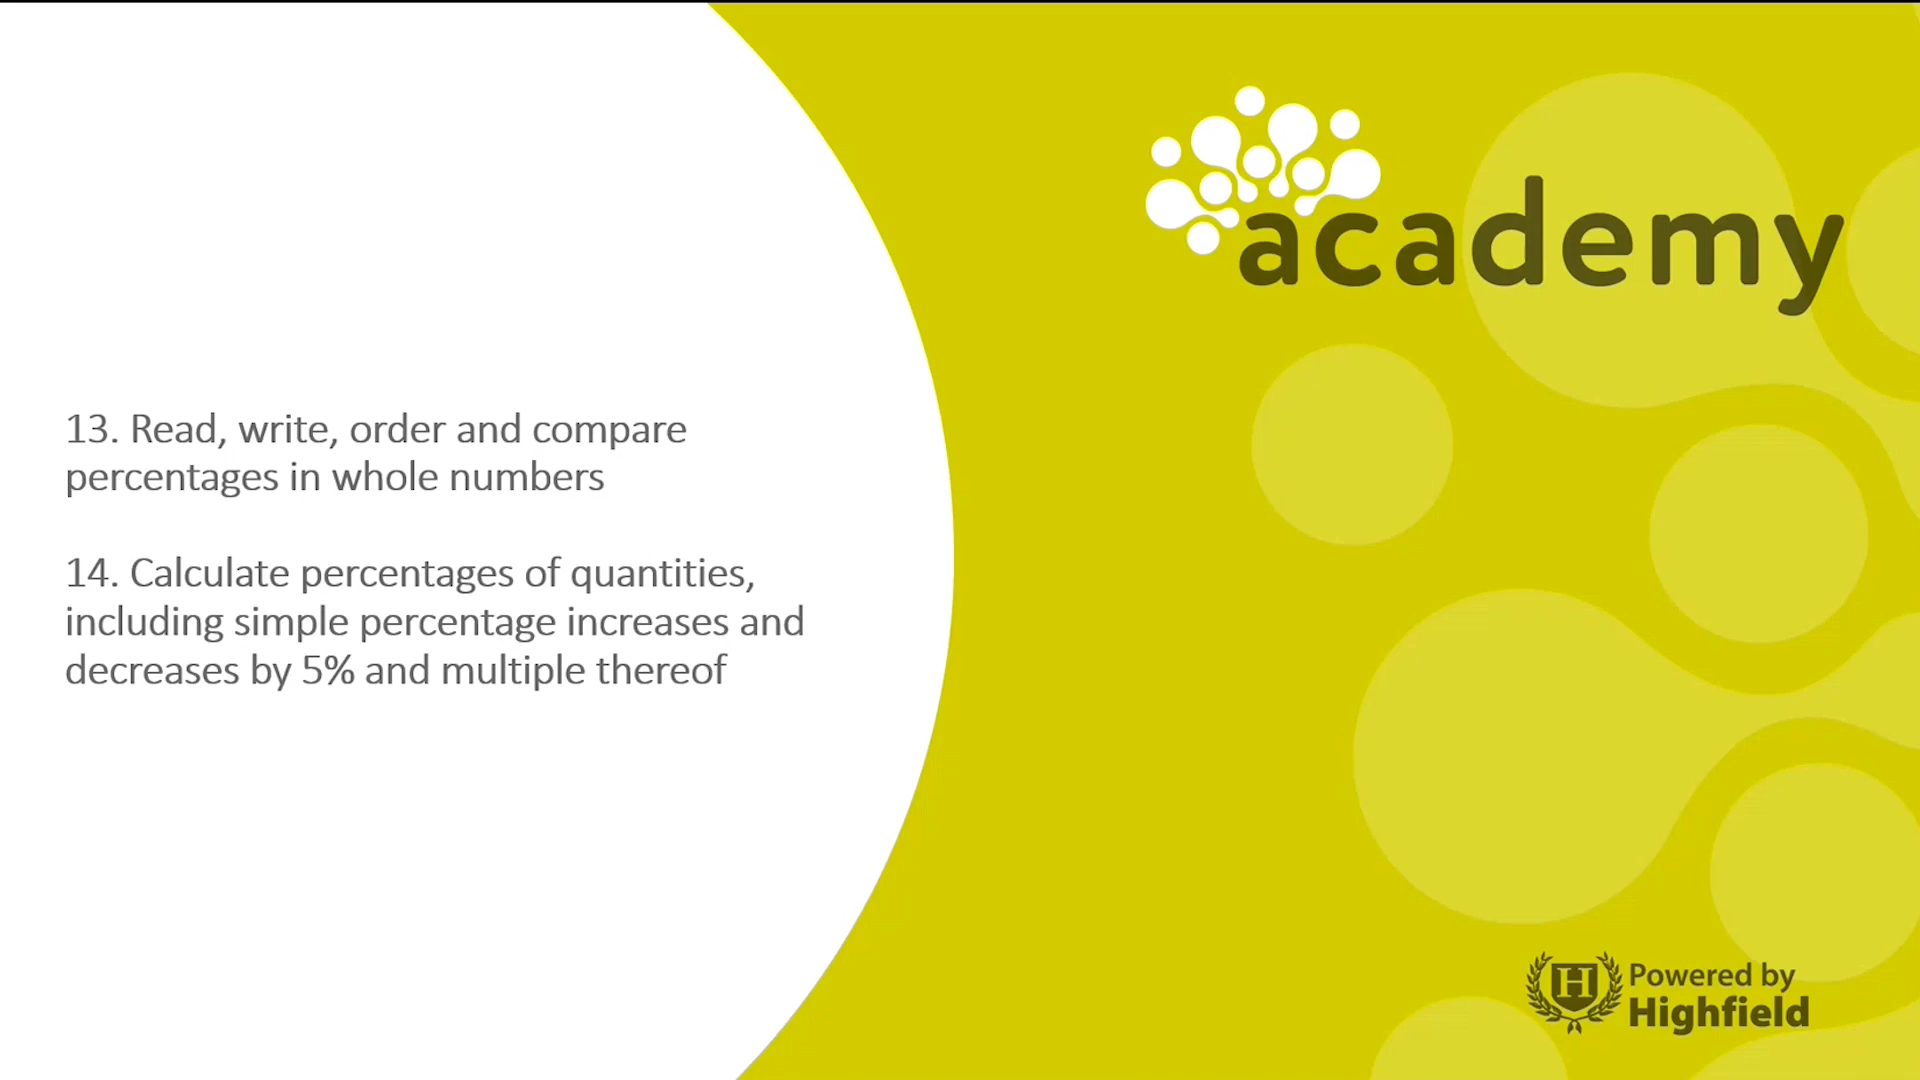 academy
13. Read, write, order and compare
percentages in whole numbers
14. Calculate percentages of quantities,
including simple percentage increases and
decreases by 5% and multiple thereof
H
Powered by
Highfield